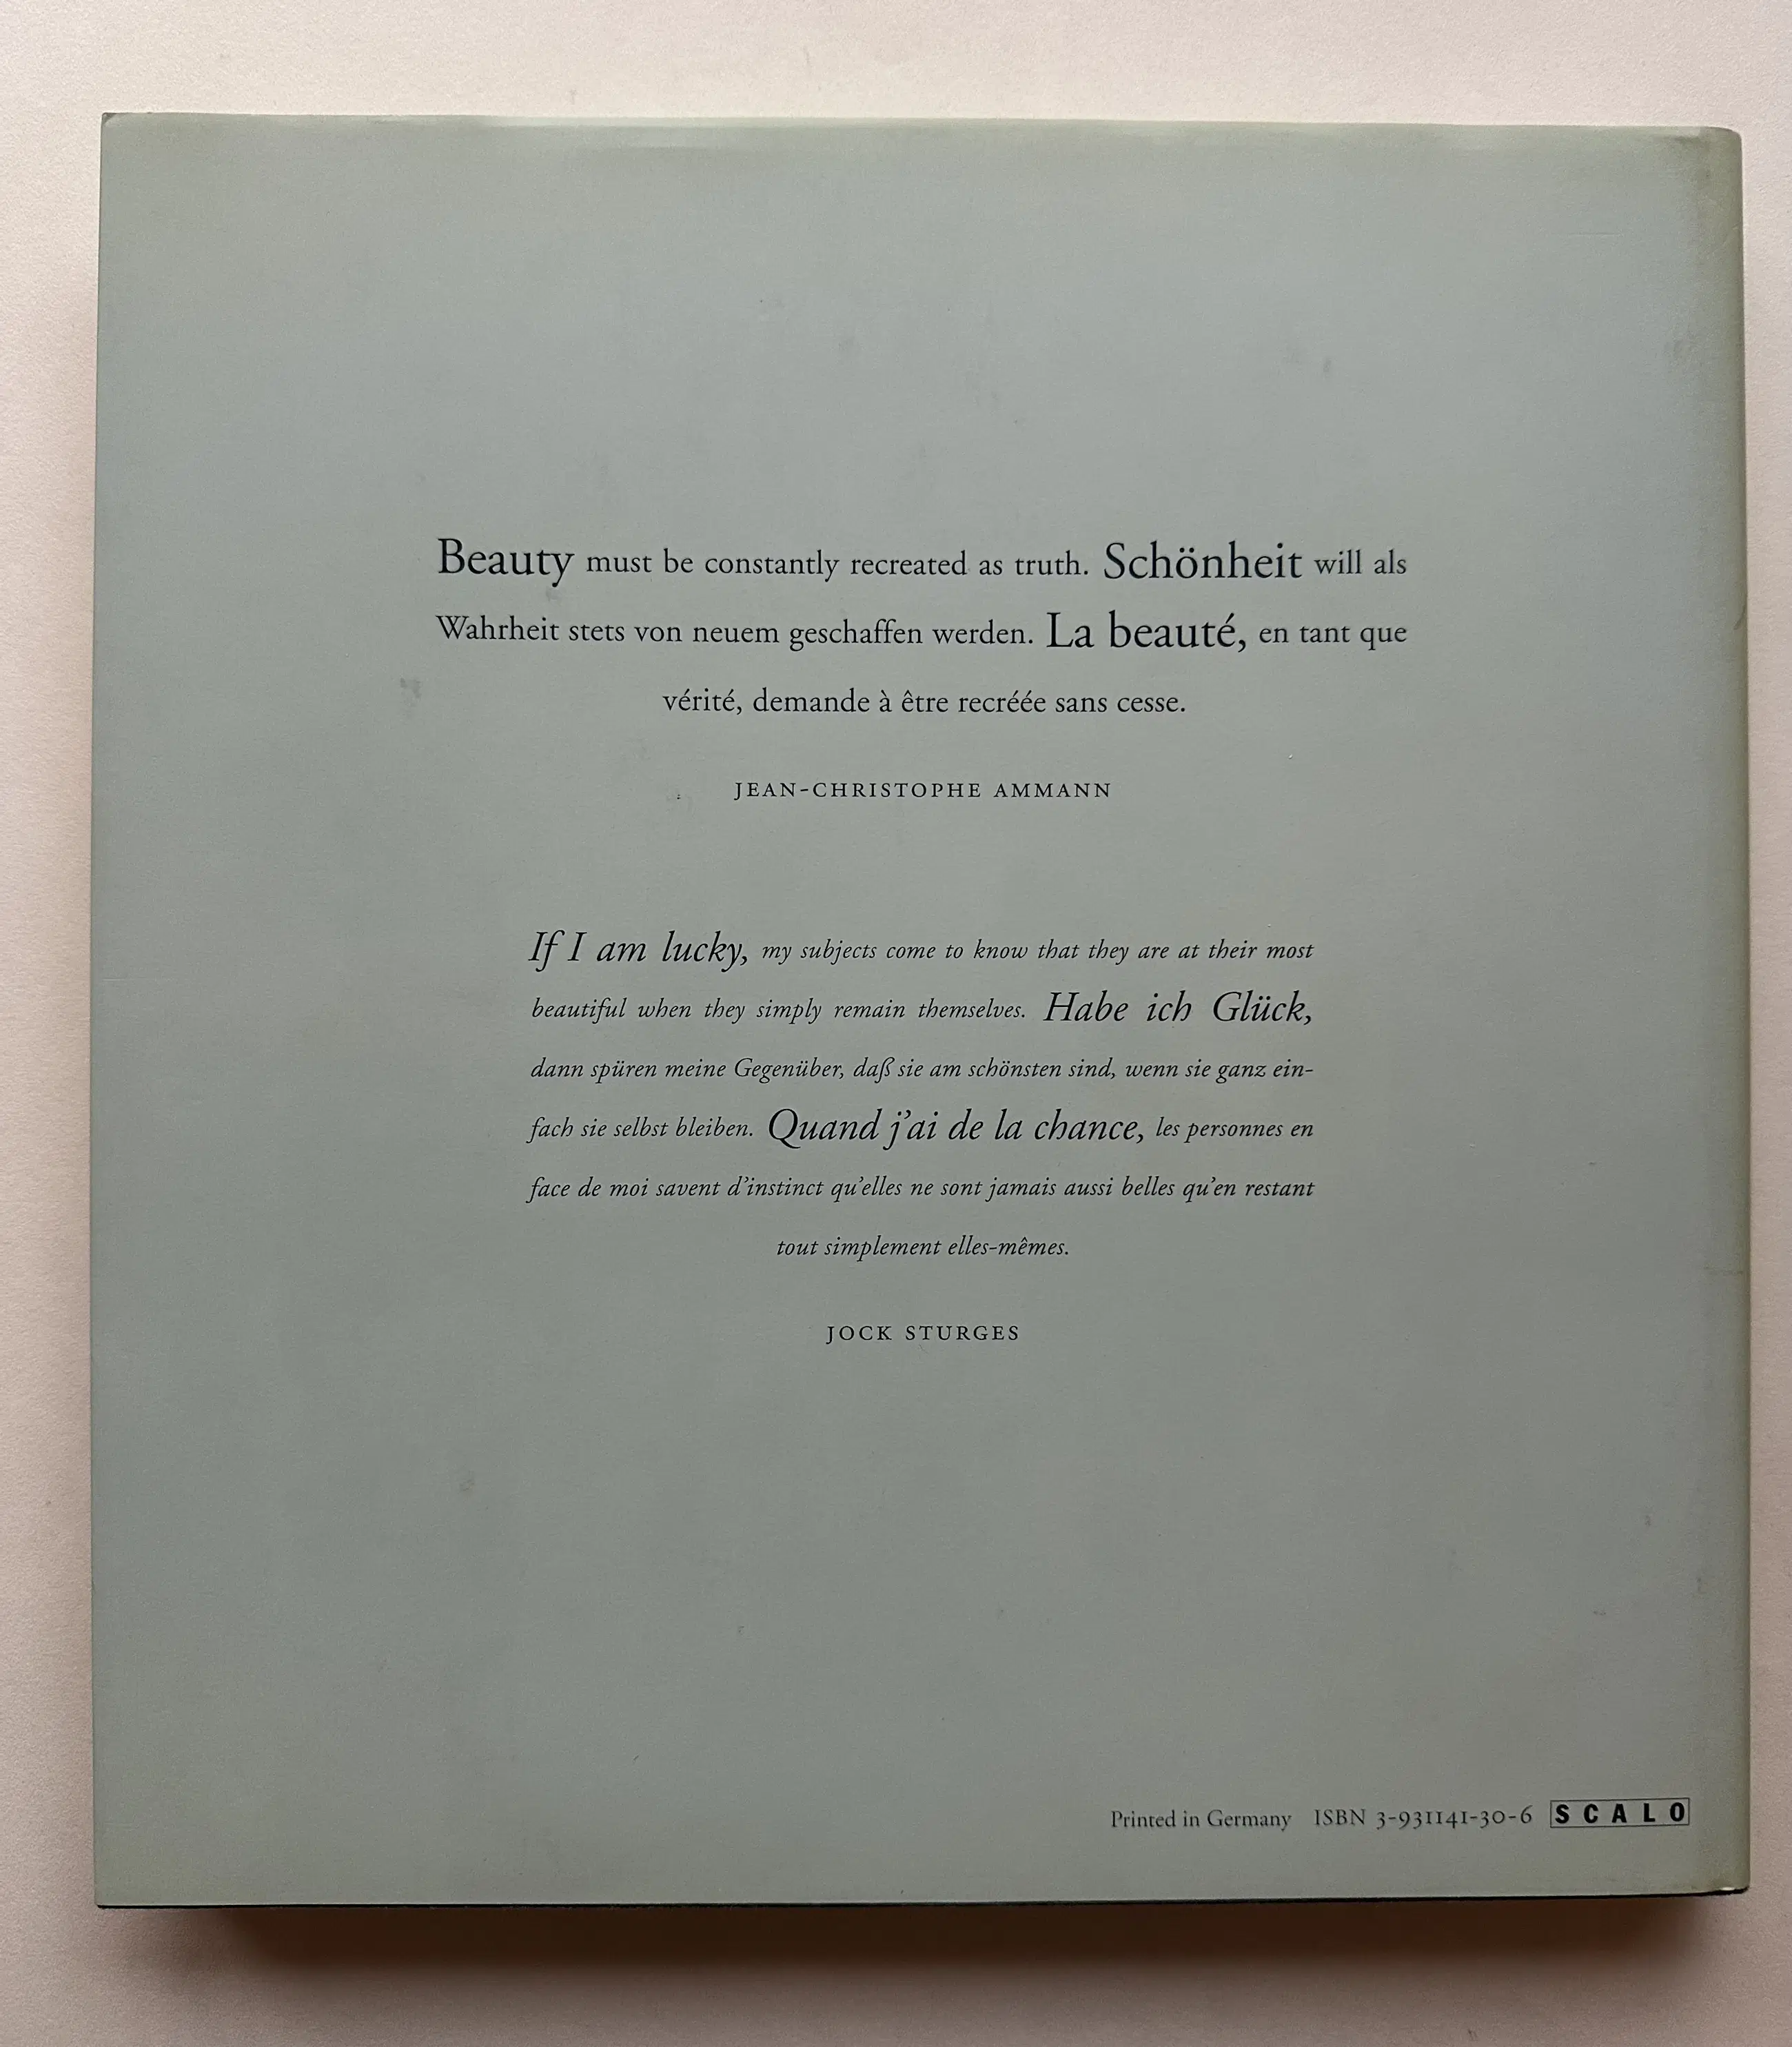 Beauty must be constantly recreated as truth. Schönheit will als
Wahrheit stets von neuem geschaffen werden. La beauté, en tant que
vérité, demande à être recréée sans cesse.
JEAN-CHRISTOPHE AMMANN
If I am lucky, my subjects come to know that they are at their most
beautiful when they simply remain themselves. Habe ich Glück,
dann spüren meine Gegenüber, daß sie am schönsten sind, wenn sie ganz ein-
fach sie selbst bleiben. Quand j'ai de la chance, les personnes en
face de moi savent d'instinct qu'elles ne sont jamais aussi belles qu'en restant
tout simplement elles-mêmes.
JOCK STURGES
Printed in Germany ISBN 3-931141-30-6 SCALO